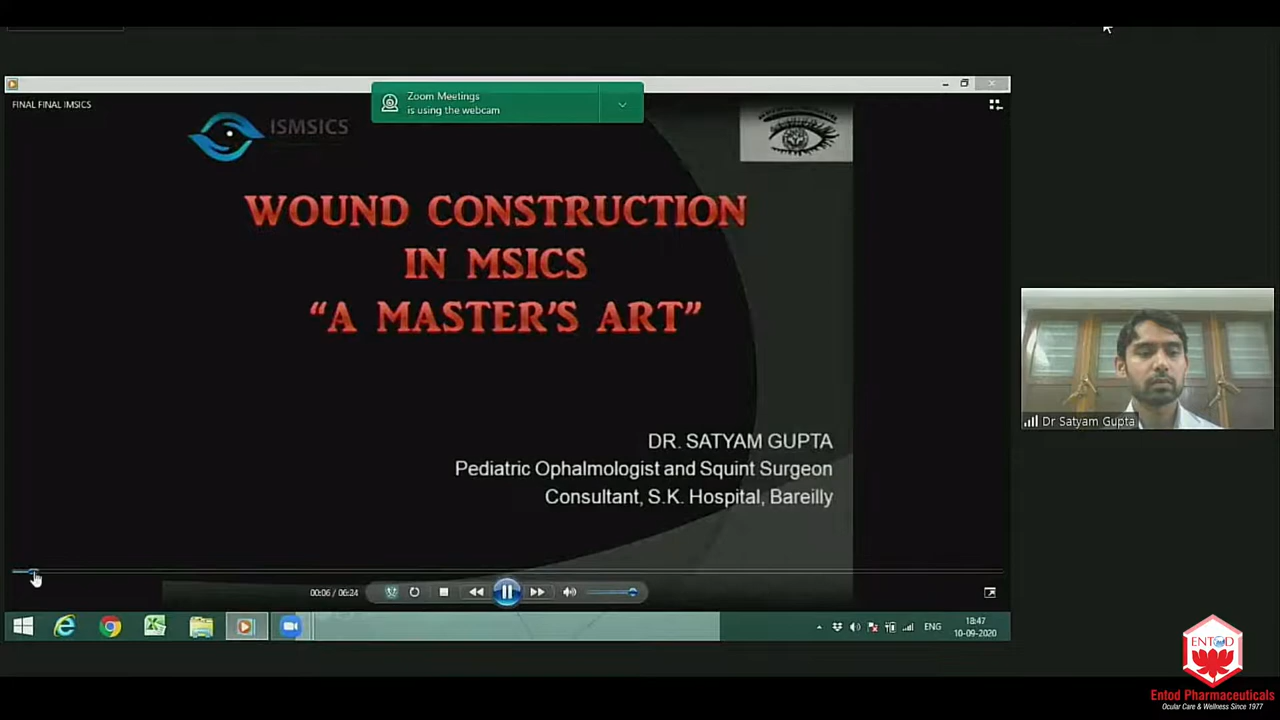 FINAL FINAL IMSICS
Zoom Meetings
is using the webcam
ISMSICS
WOUND CONSTRUCTION
IN MSICS
“A MASTER’S ART”
DR. SATYAM GUPTA
Pediatric Ophalmologist and Squint Surgeon
Consultant, S.K. Hospital, Bareilly
Dr Satyam Gupta
00:06 / 06:24
ENG
18:47
10-09-2020
ENTOD
Entod Pharmaceuticals
Ocular Care & Wellness Since 1977